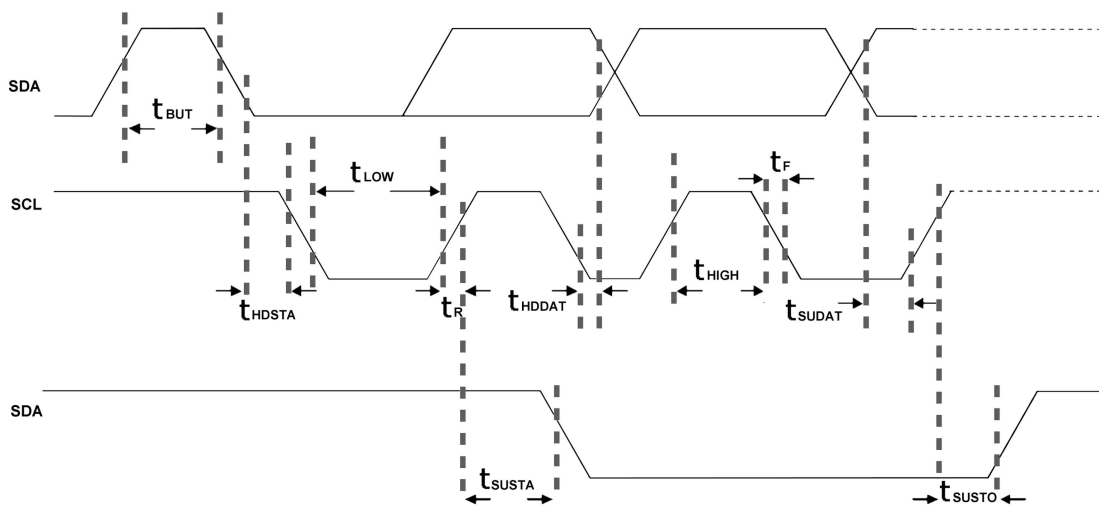 SDA
tBUT
tLOW
tF
SCL
tHDSTA
tR
tHDDAT
tHIGH
tSUDAT
SDA
tSUSTA
tSUSTO